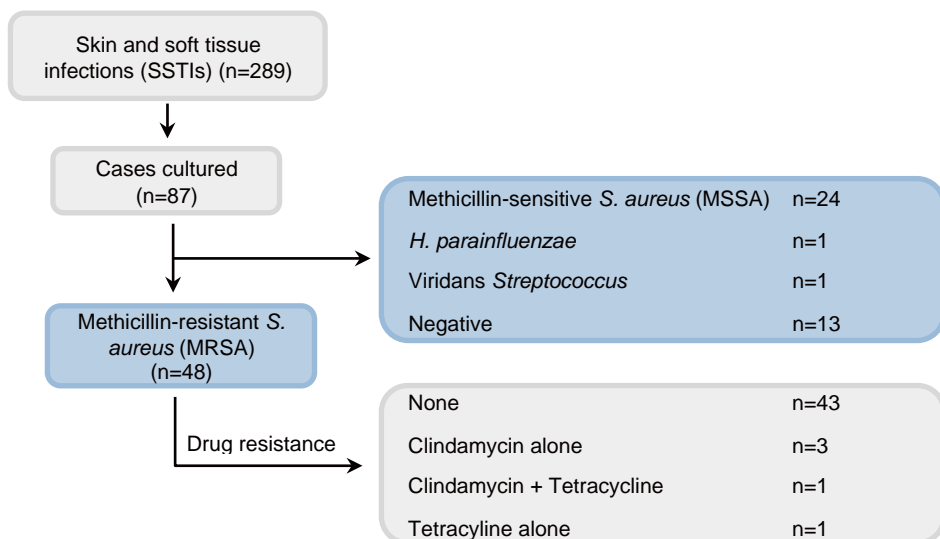 Skin and soft tissue
infections (SSTIs) (n=289)
Cases cultured
(n=87)
Methicillin-sensitive S. aureus (MSSA) n=24
H. parainfluenzae n=1
Viridans Streptococcus n=1
Negative n=13
Methicillin-resistant S.
aureus (MRSA)
(n=48)
Drug resistance
None n=43
Clindamycin alone n=3
Clindamycin + Tetracycline n=1
Tetracyline alone n=1